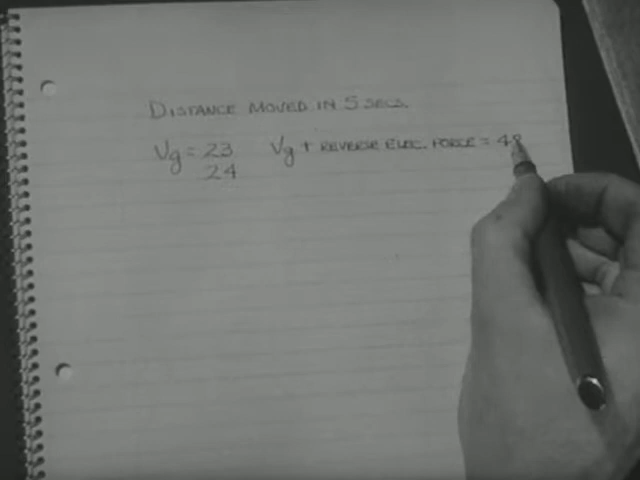 DISTANCE MOVED IN 5 SECS.
Vg = 23 Vg + REVERSE ELEC. FORCE = 48
24